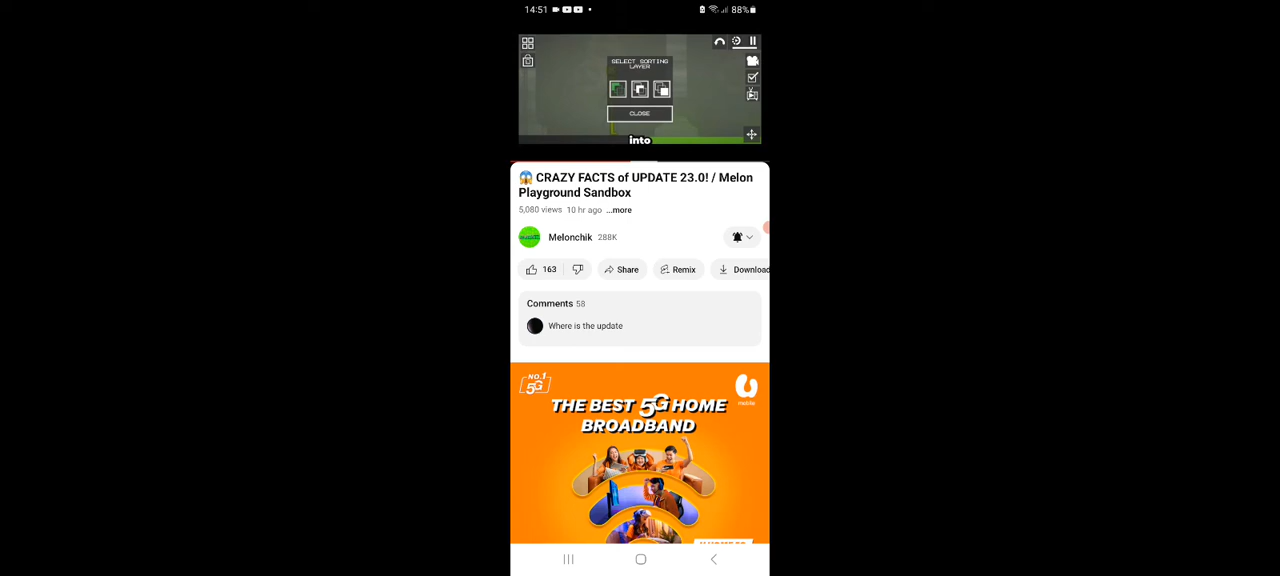 14:51
88%
SELECT SORTING
LAYER
CLOSE
into
😱 CRAZY FACTS of UPDATE 23.0! / Melon
Playground Sandbox
5,080 views 10 hr ago ...more
Melonchik 288K
163 Share Remix Download
Comments 58
Where is the update
NO.1
5G
mobile
THE BEST 5G HOME
BROADBAND